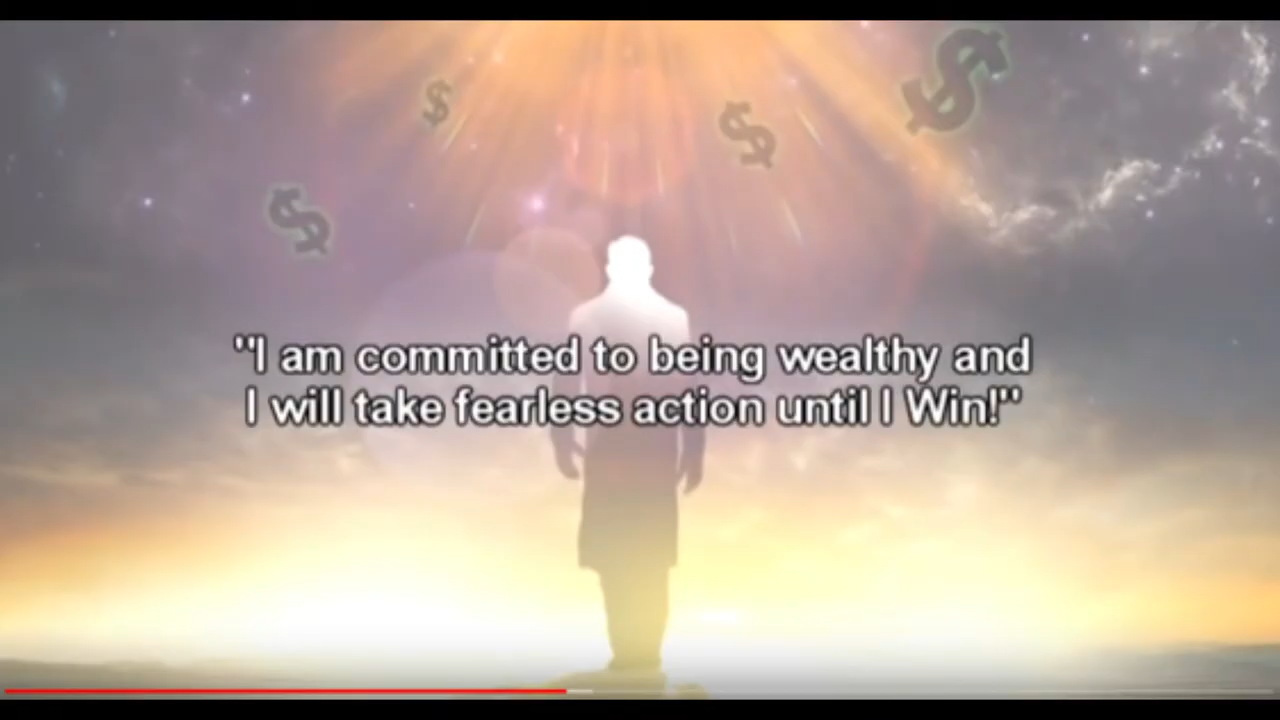 $
$
$
$
"I am committed to being wealthy and
I will take fearless action until I Win!"